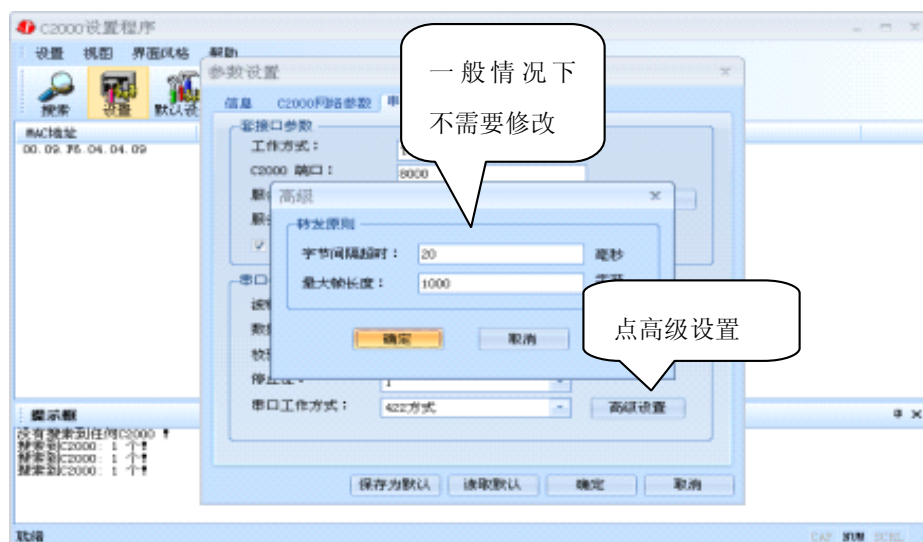 C2000设置程序
设置 视图 界面风格 帮助
搜索 设置 默认设
MAC地址
00.09.F6.04.04.09
参数设置
信息 C2000网络参数 串
套接口参数
工作方式：
C2000 端口： 8000
一般情况下
不需要修改
高级
转发原则
字节间隔超时： 20 毫秒
最大帧长度： 1000
确定 取消
点高级设置
停止位： 1
串口工作方式： 422方式 高级设置
保存为默认 读取默认 确定 取消
提示框
没有搜索到任何C2000！
搜索到C2000: 1 个！
搜索到C2000: 1 个！
搜索到C2000: 1 个！
就绪
CAP NUM SCRL